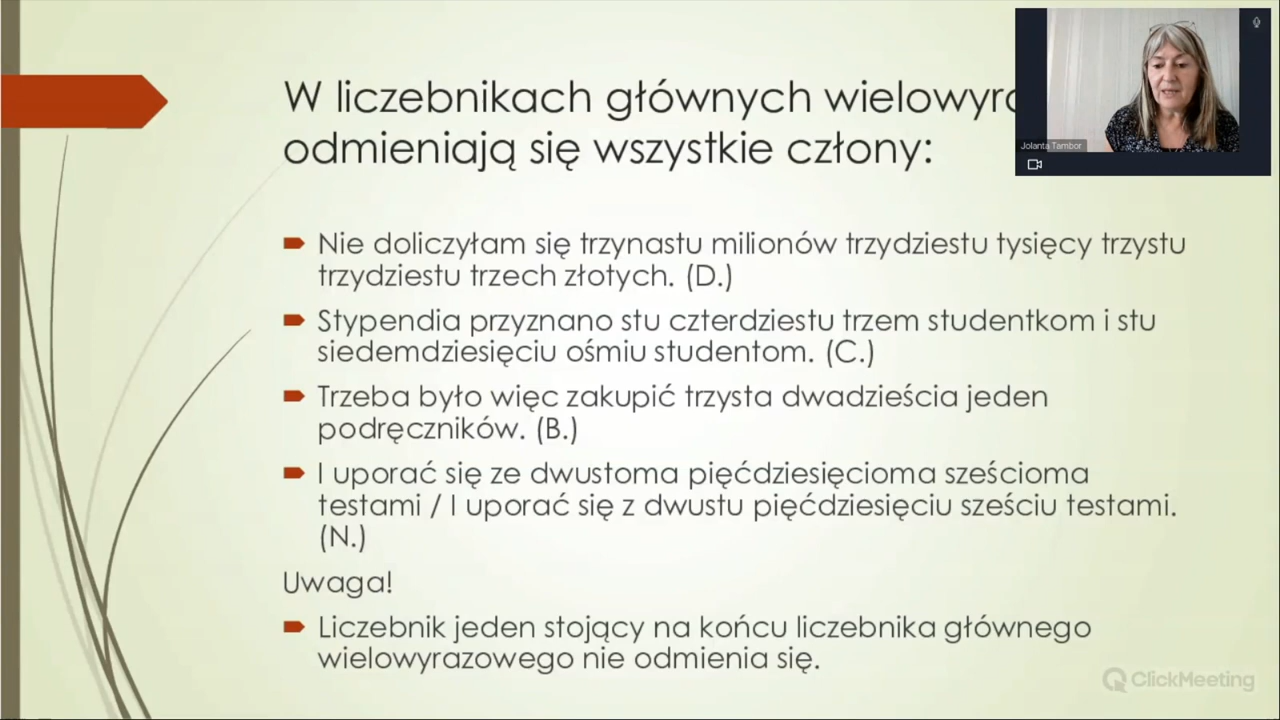 W liczebnikach głównych
odmieniają się wszystkie człony:
Jolanta Tambor
Nie doliczyłam się trzynastu milionów trzydziestu tysięcy trzystu
trzydziestu trzech złotych. (D.)
Stypendia przyznano stu czterdziestu trzem studentkom i stu
siedemdziesięciu ośmiu studentom. (C.)
Trzeba było więc zakupić trzysta dwadzieścia jeden
podręczników. (B.)
I uporać się ze dwustoma pięćdziesięcioma sześcioma
testami / I uporać się z dwustu pięćdziesięciu sześciu testami.
(N.)
Uwaga!
Liczebnik jeden stojący na końcu liczebnika głównego
wielowyrazowego nie odmienia się.
ClickMeeting